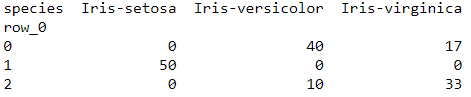 species  Iris-setosa  Iris-versicolor  Iris-virginica
row_0
0                  0               40              17
1                 50                0               0
2                  0               10              33